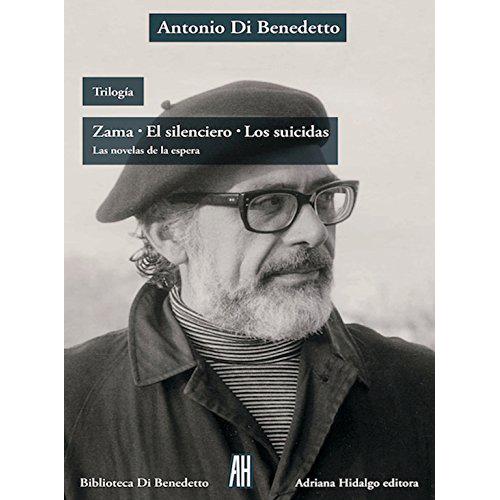 Antonio Di Benedetto
Trilogía
Zama · El silenciero · Los suicidas
Las novelas de la espera
Biblioteca Di Benedetto
AH
Adriana Hidalgo editora